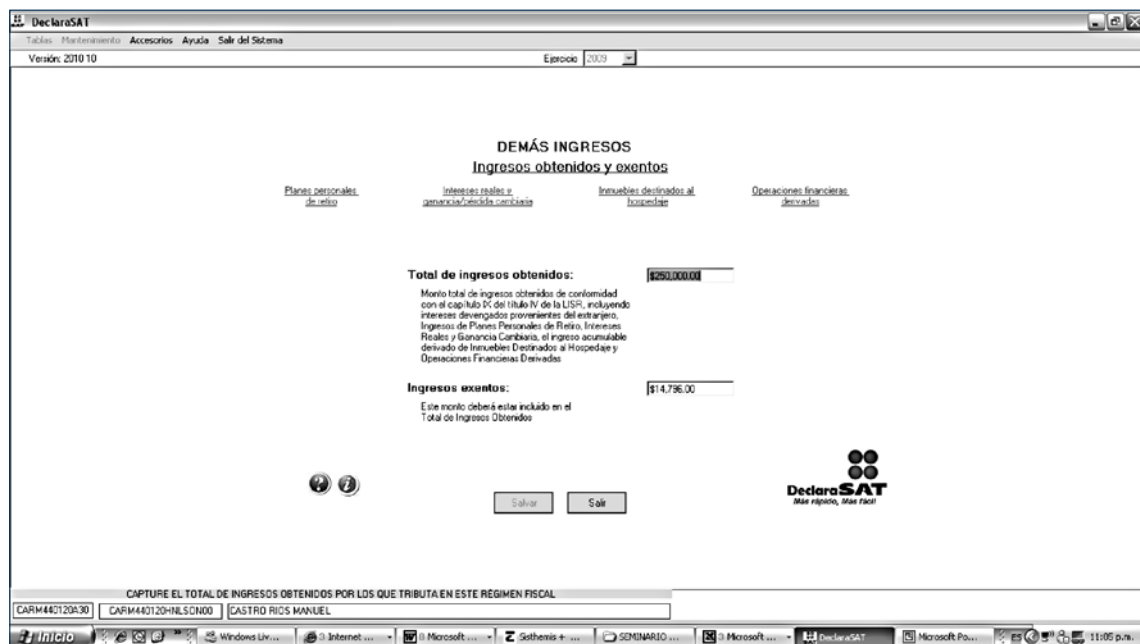 DeclaraSAT
Tablas Mantenimiento Accesorios Ayuda Salir del Sistema
Versión: 2010 10 Ejercicio 2009
DEMÁS INGRESOS
Ingresos obtenidos y exentos
Planes personales de retiro
Intereses reales y ganancia/pérdida cambiaria
Inmuebles destinados al hospedaje
Operaciones financieras derivadas
Total de ingresos obtenidos: $250,000.00
Monto total de ingresos obtenidos de conformidad
con el capítulo IX del título IV de la LISR, incluyendo
intereses devengados provenientes del extranjero,
Ingresos de Planes Personales de Retiro, Intereses
Reales y Ganancia Cambiaria, el ingreso acumulable
derivado de Inmuebles Destinados al Hospedaje y
Operaciones Financieras Derivadas
Ingresos exentos: $14,796.00
Este monto deberá estar incluido en el
Total de Ingresos Obtenidos
Salvar Salir
DeclaraSAT
Más rápido, Más fácil!
CAPTURE EL TOTAL DE INGRESOS OBTENIDOS POR LOS QUE TRIBUTA EN ESTE RÉGIMEN FISCAL
CARM440120A30 CARM440120HNLSON00 CASTRO RIOS MANUEL
Inicio Windows Liv... 3 Internet ... 8 Microsoft ... Sisthemis + ... SEMINARIO ... 3 Microsoft ... DeclaraSAT Microsoft Po... ES 11:05 p.m.